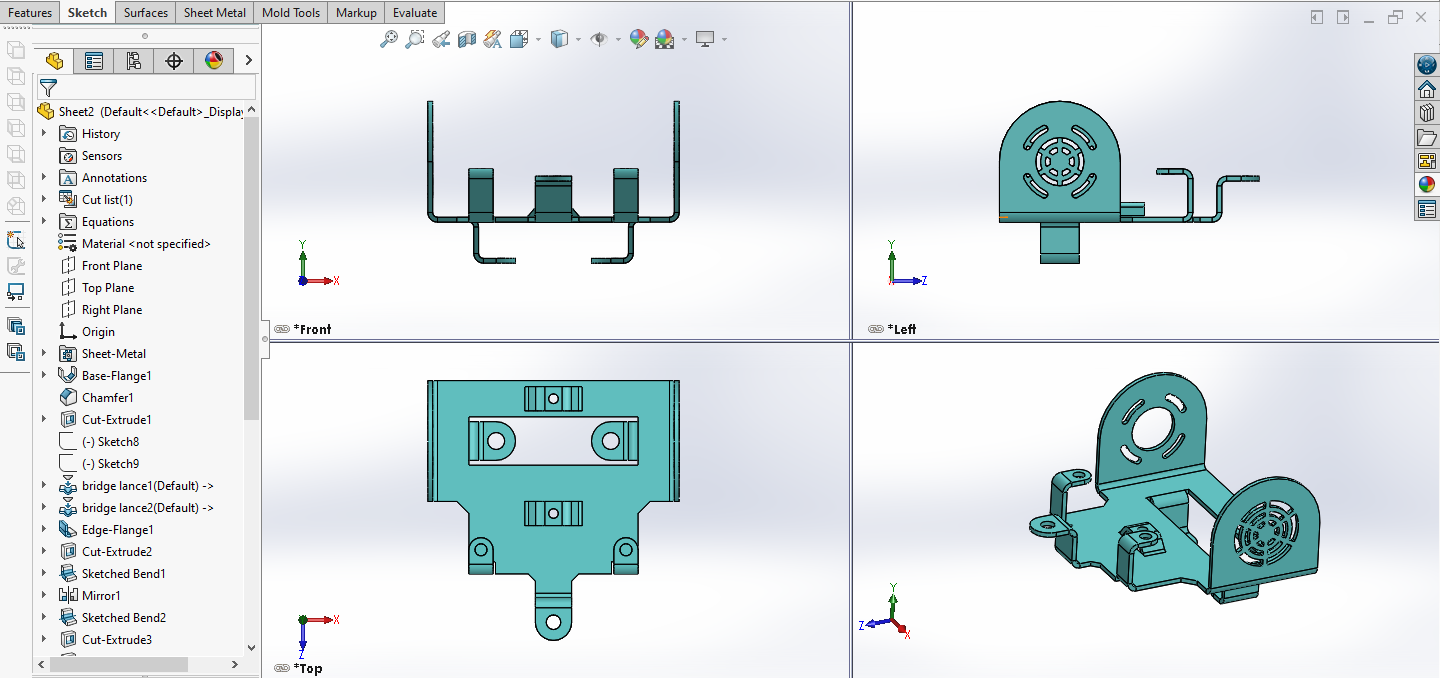 Features Sketch Surfaces Sheet Metal Mold Tools Markup Evaluate
Sheet2 (Default<<Default>_Display
History
Sensors
Annotations
Cut list(1)
Equations
Material <not specified>
Front Plane
Top Plane
Right Plane
Origin
Sheet-Metal
Base-Flange1
Chamfer1
Cut-Extrude1
(-) Sketch8
(-) Sketch9
bridge lance1(Default) ->
bridge lance2(Default) ->
Edge-Flange1
Cut-Extrude2
Sketched Bend1
Mirror1
Sketched Bend2
Cut-Extrude3
Y
X
*Front
Y
X
Z
*Left
X
Z
*Top
Y
Z
X